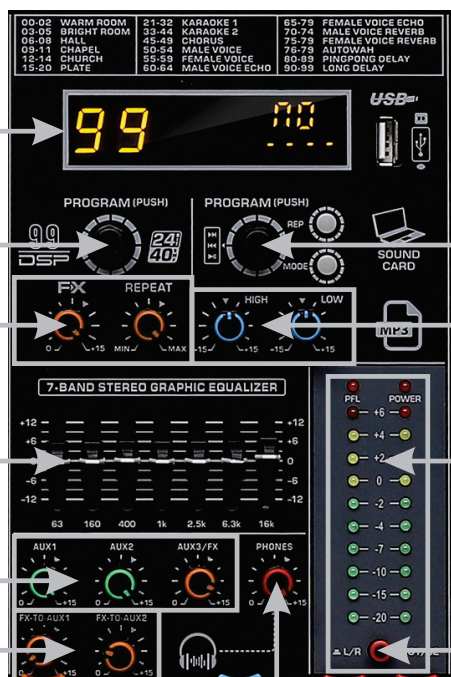 00-02 WARM ROOM
03-05 BRIGHT ROOM
06-08 HALL
09-11 CHAPEL
12-14 CHURCH
15-20 PLATE
21-32 KARAOKE 1
33-44 KARAOKE 2
45-49 CHORUS
50-54 MALE VOICE
55-59 FEMALE VOICE
60-64 MALE VOICE ECHO
65-79 FEMALE VOICE ECHO
70-74 MALE VOICE REVERB
75-79 FEMALE VOICE REVERB
76-79 AUTOWAH
80-89 PINGPONG DELAY
90-99 LONG DELAY
99 no
USB
PROGRAM (PUSH) PROGRAM (PUSH)
REP
99 DSP
24 40
MODE
SOUND CARD
FX REPEAT
HIGH LOW
0 +15 MIN MAX
-15 +15 -15 +15
MP3
7-BAND STEREO GRAPHIC EQUALIZER
+12 +12
+6 +6
0 0
-6 -6
-12 -12
63 160 400 1k 2.5k 6.3k 16k
PFL POWER
+6
+4
+2
0
-2
-4
-7
-10
-15
-20
L/R
AUX1 AUX2 AUX3/FX PHONES
0 +15 0 +15 0 +15 0 +15
FX-TO-AUX1 FX-TO-AUX2
0 +15 0 +15